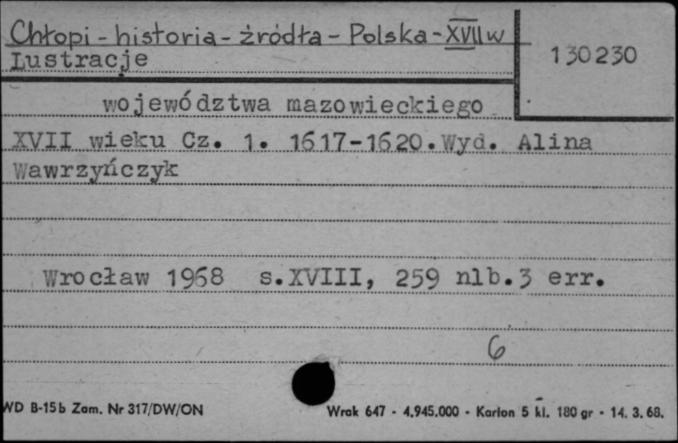 Chłopi - historia - źródła - Polska - XVII w
Lustracje
130230
województwa mazowieckiego
XVII wieku Cz. 1. 1617-1620. Wyd. Alina
Wawrzyńczyk
Wrocław 1968 s.XVIII, 259 nlb.3 err.
6
WD B-15b Zam. Nr 317/DW/ON
Wrak 647 - 4.945.000 - Karton 5 kl. 180 gr - 14. 3. 68.